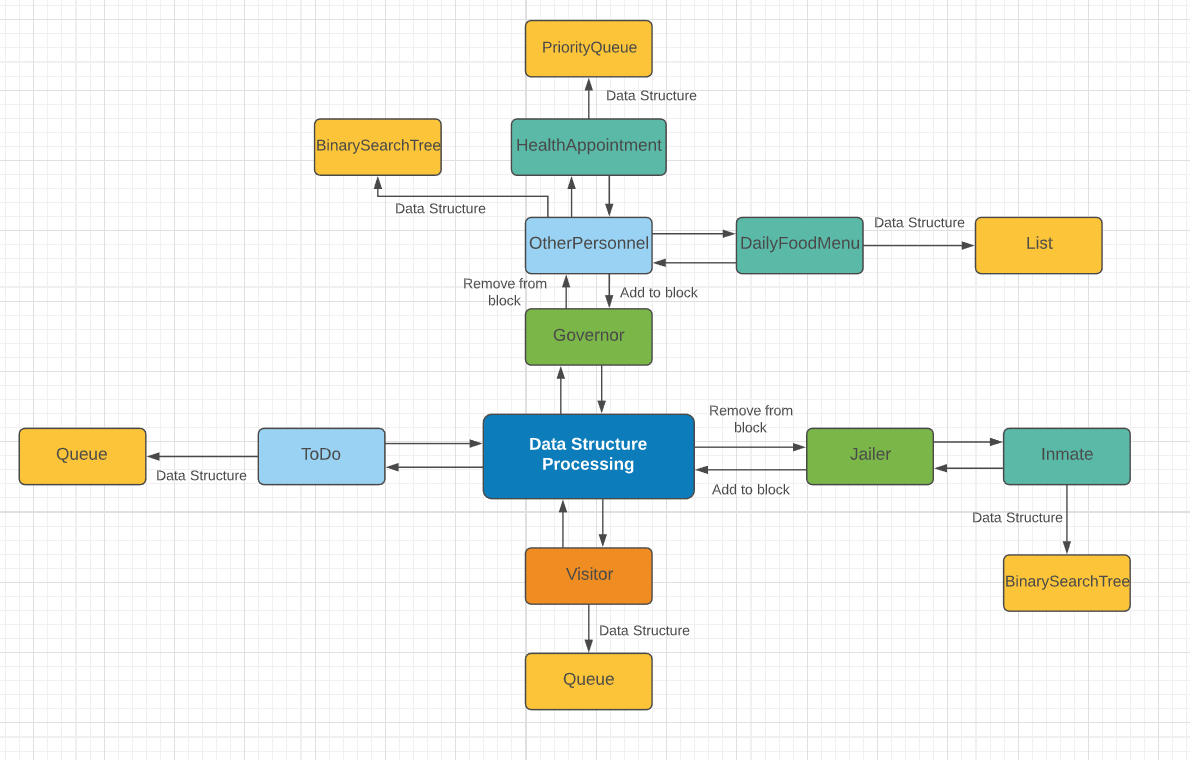 PriorityQueue
Data Structure
BinarySearchTree
HealthAppointment
Data Structure
OtherPersonnel
DailyFoodMenu
Data Structure
List
Remove from
block
Add to block
Governor
Remove from
block
Queue
Data Structure
ToDo
Data Structure
Processing
Add to block
Jailer
Inmate
Data Structure
BinarySearchTree
Visitor
Data Structure
Queue